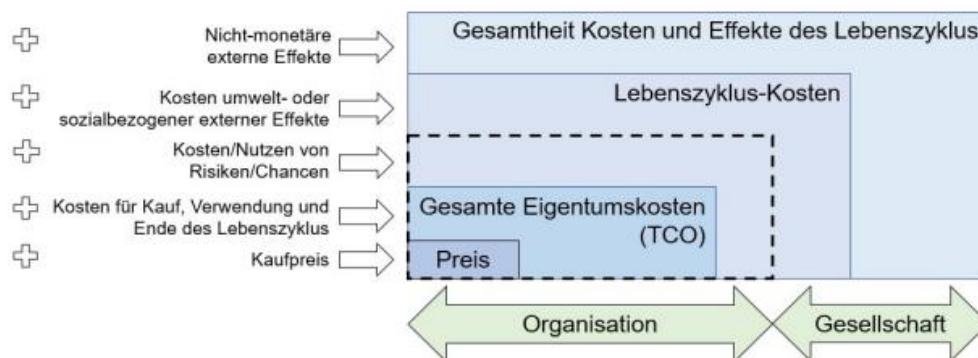 Gesamtheit Kosten und Effekte des Lebenszyklus
Nicht-monetäre
externe Effekte
Lebenszyklus-Kosten
Kosten umwelt- oder
sozialbezogener externer Effekte
Kosten/Nutzen von
Risiken/Chancen
Kosten für Kauf, Verwendung und
Ende des Lebenszyklus
Gesamte Eigentumskosten
(TCO)
Kaufpreis
Preis
Organisation
Gesellschaft